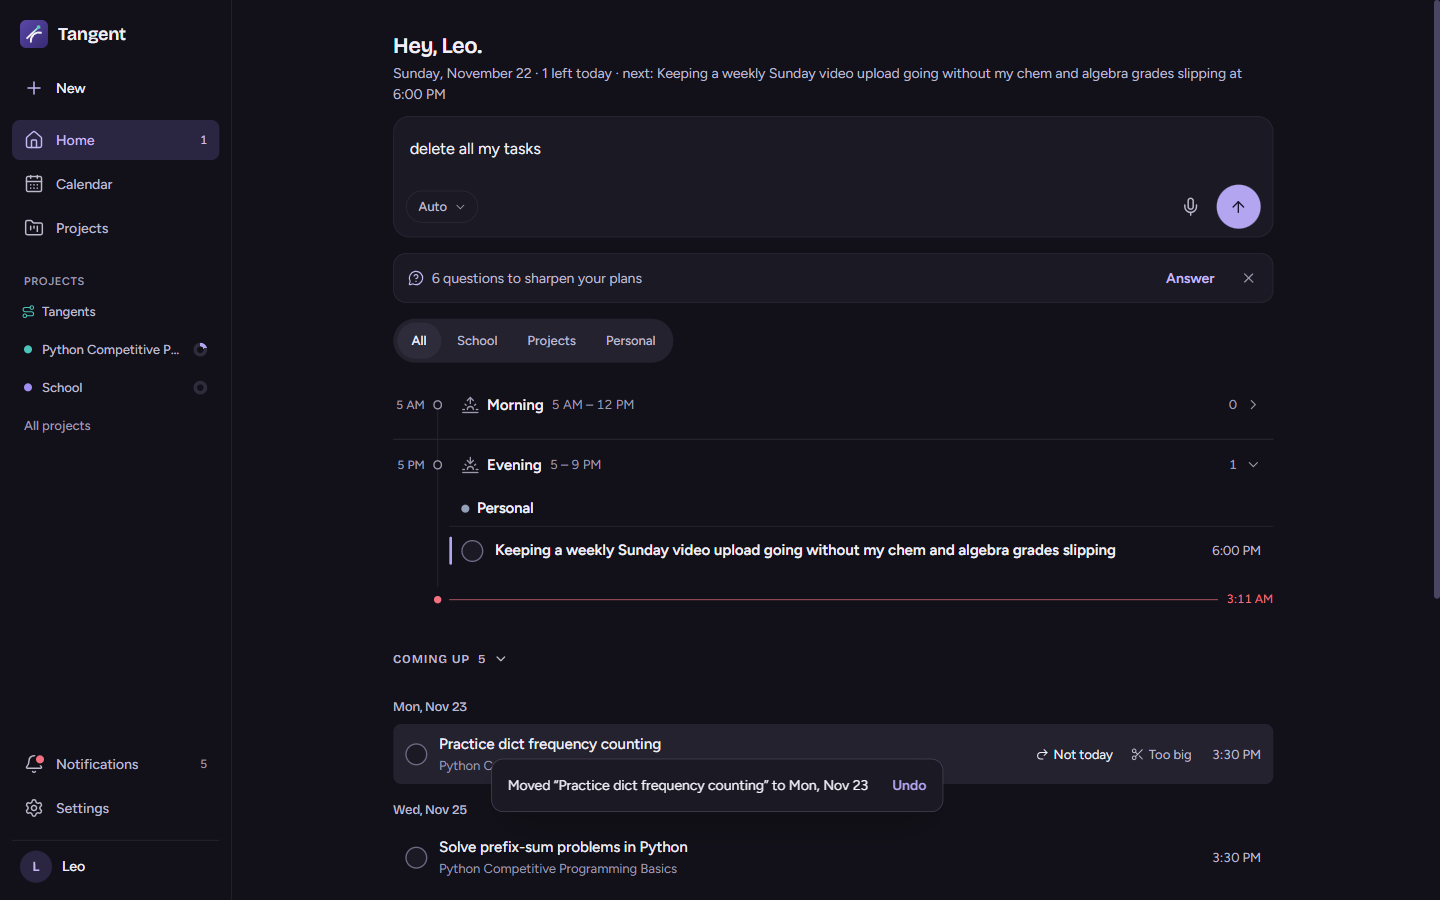 Tangent
New
Home 1
Calendar
Projects
PROJECTS
Tangents
Python Competitive P...
School
All projects
Notifications 5
Settings
L Leo
Hey, Leo.
Sunday, November 22 · 1 left today · next: Keeping a weekly Sunday video upload going without my chem and algebra grades slipping at
6:00 PM
delete all my tasks
Auto
6 questions to sharpen your plans Answer
All School Projects Personal
5 AM Morning 5 AM – 12 PM 0
5 PM Evening 5 – 9 PM 1
Personal
Keeping a weekly Sunday video upload going without my chem and algebra grades slipping 6:00 PM
3:11 AM
COMING UP 5
Mon, Nov 23
Practice dict frequency counting Not today Too big 3:30 PM
Python C
Moved “Practice dict frequency counting” to Mon, Nov 23 Undo
Wed, Nov 25
Solve prefix-sum problems in Python 3:30 PM
Python Competitive Programming Basics